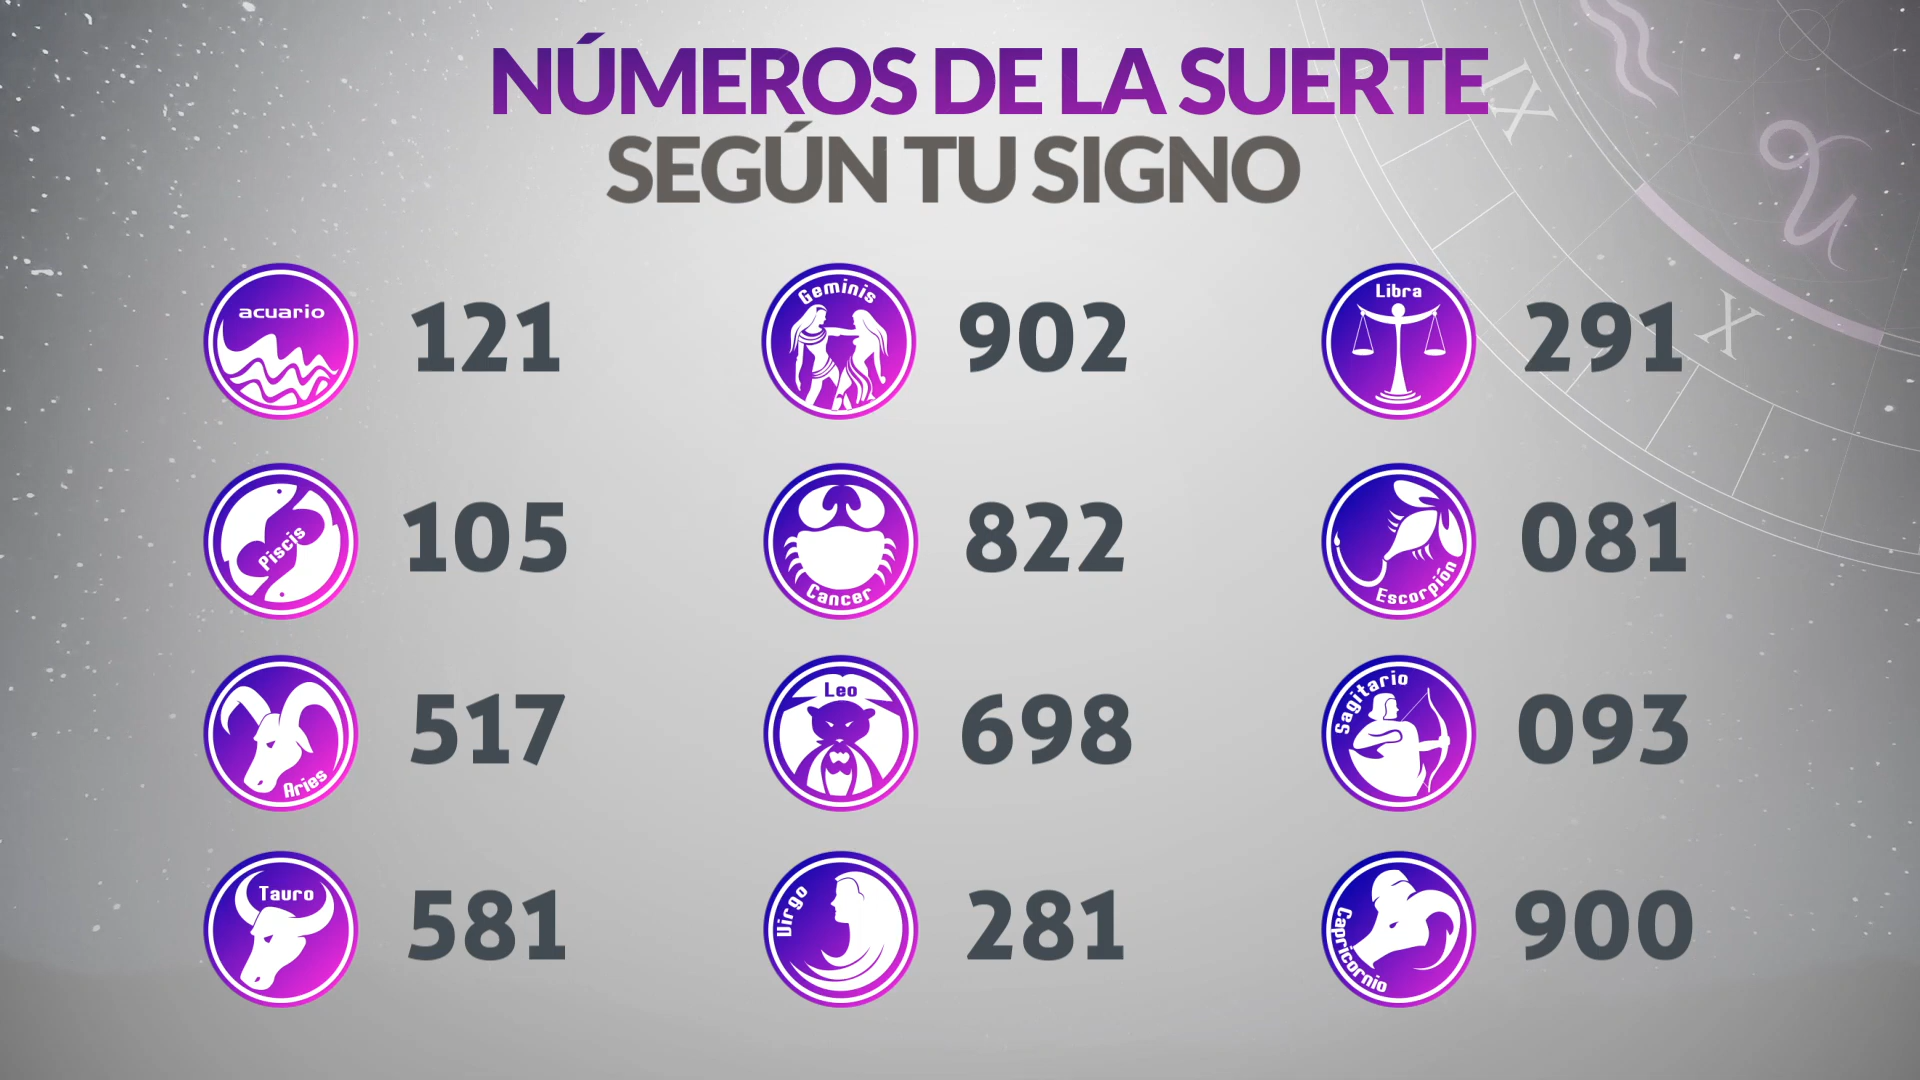 NÚMEROS DE LA SUERTE
SEGÚN TU SIGNO
acuario 121
Geminis 902
Libra 291
Piscis 105
Cancer 822
Escorpión 081
Aries 517
Leo 698
Sagitario 093
Tauro 581
Virgo 281
Capricornio 900
IX
X